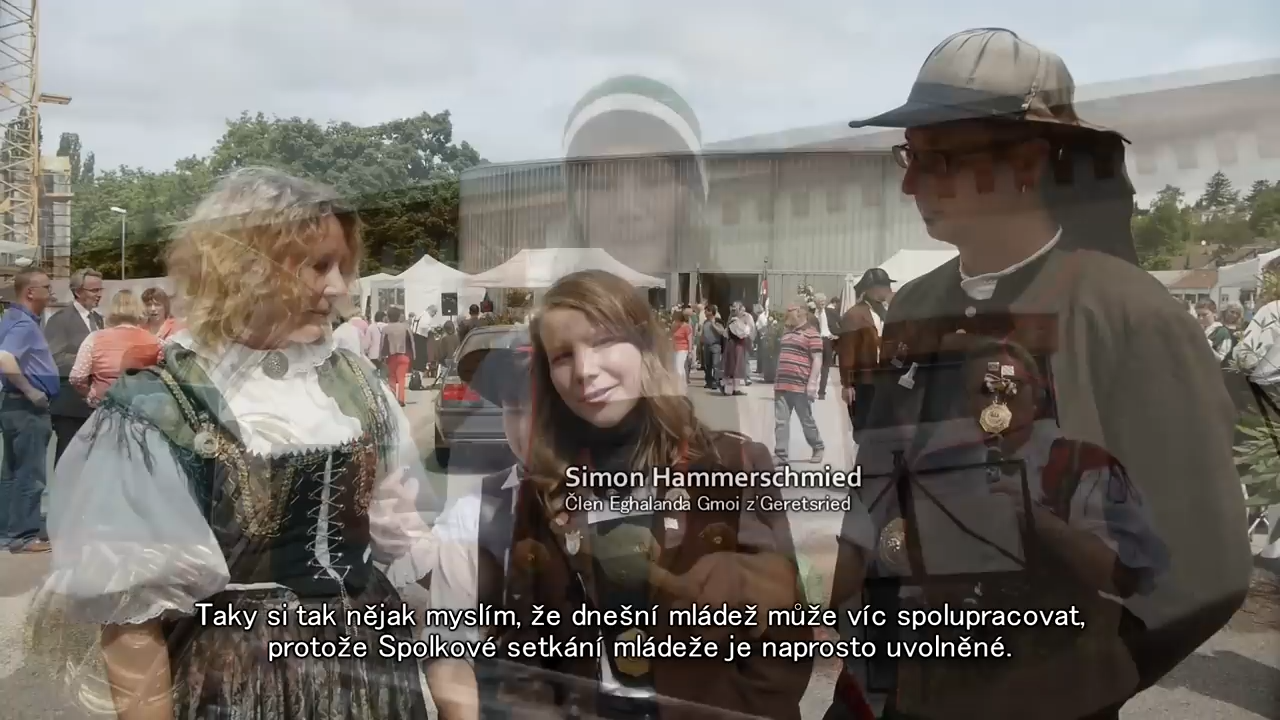 Simon Hammerschmied
Člen Eghalanda Gmoi z'Geretsried
Taky si tak nějak myslím, že dnešní mládež může víc spolupracovat,
protože Spolkové setkání mládeže je naprosto uvolněné.